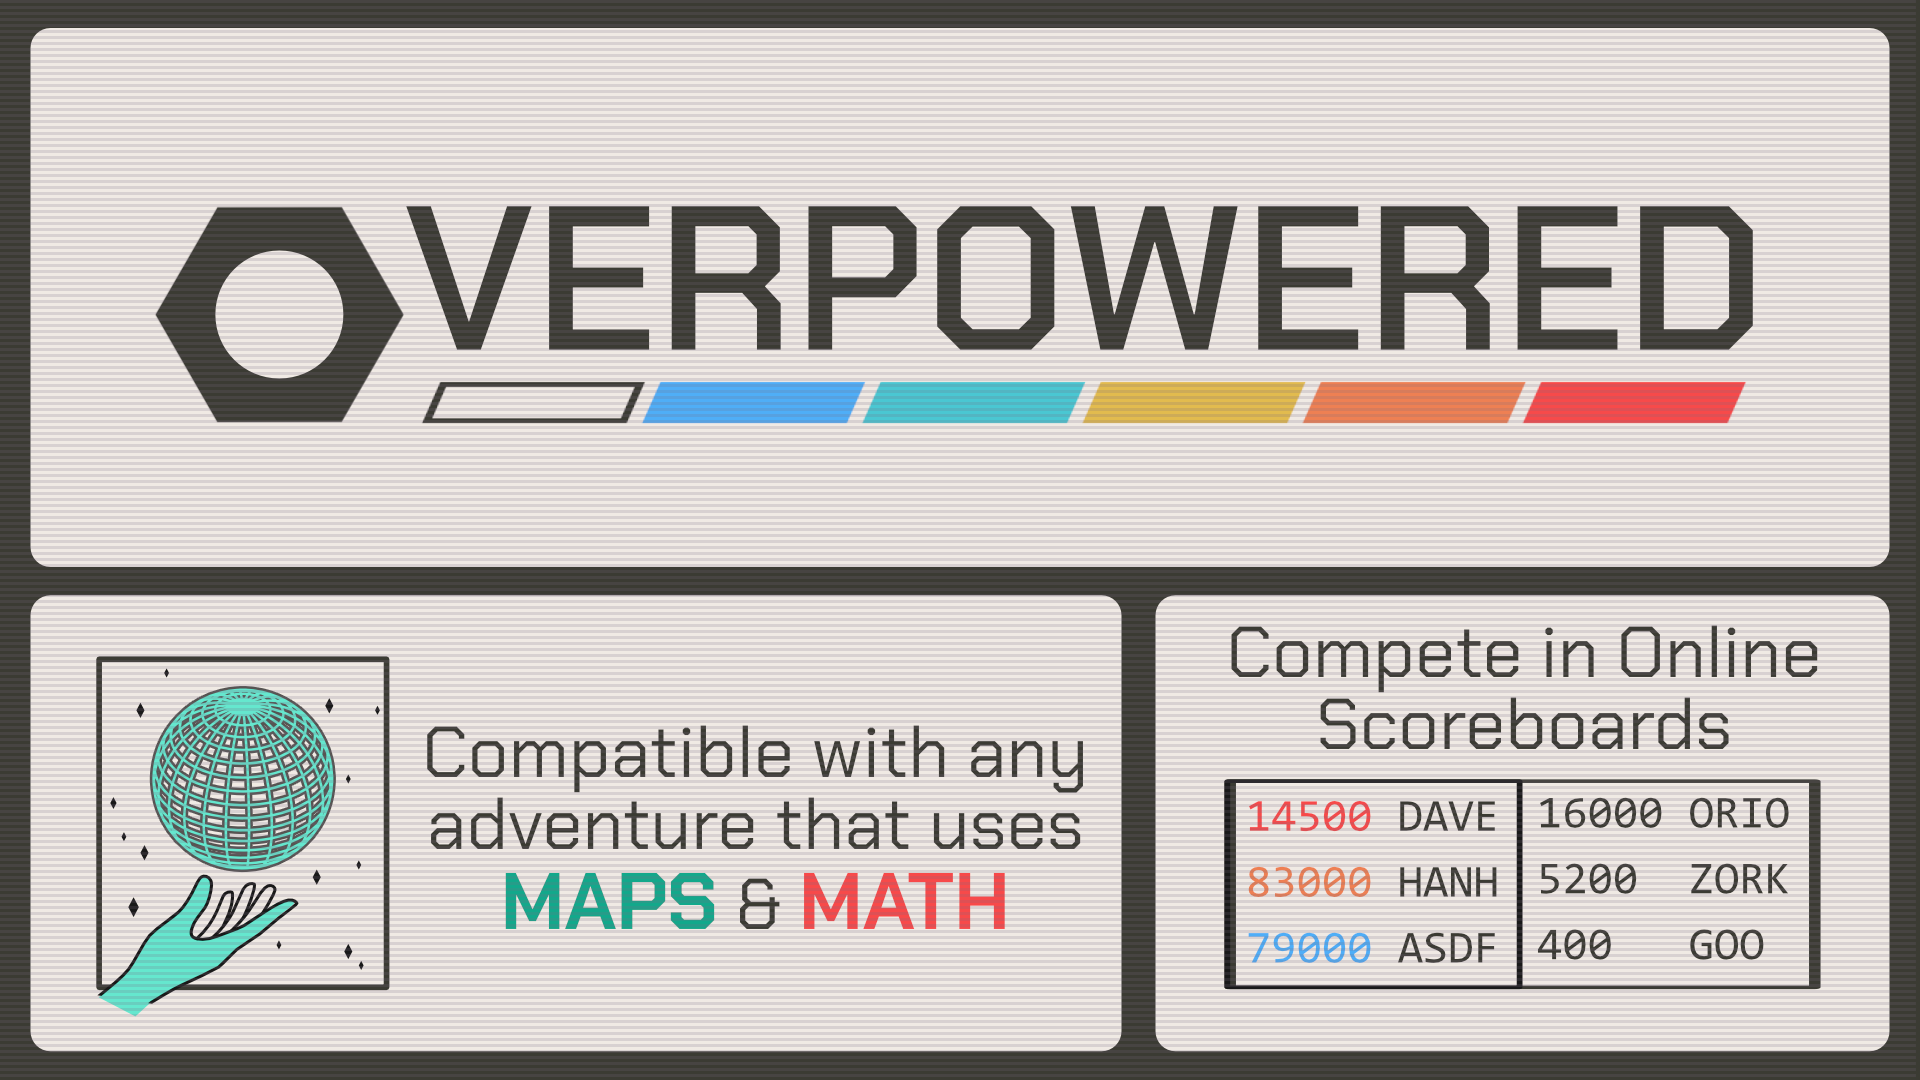 OVERPOWERED
Compatible with any
adventure that uses
MAPS & MATH
Compete in Online
Scoreboards
14500 DAVE 16000 ORIO
83000 HANH 5200 ZORK
79000 ASDF 400 GOO